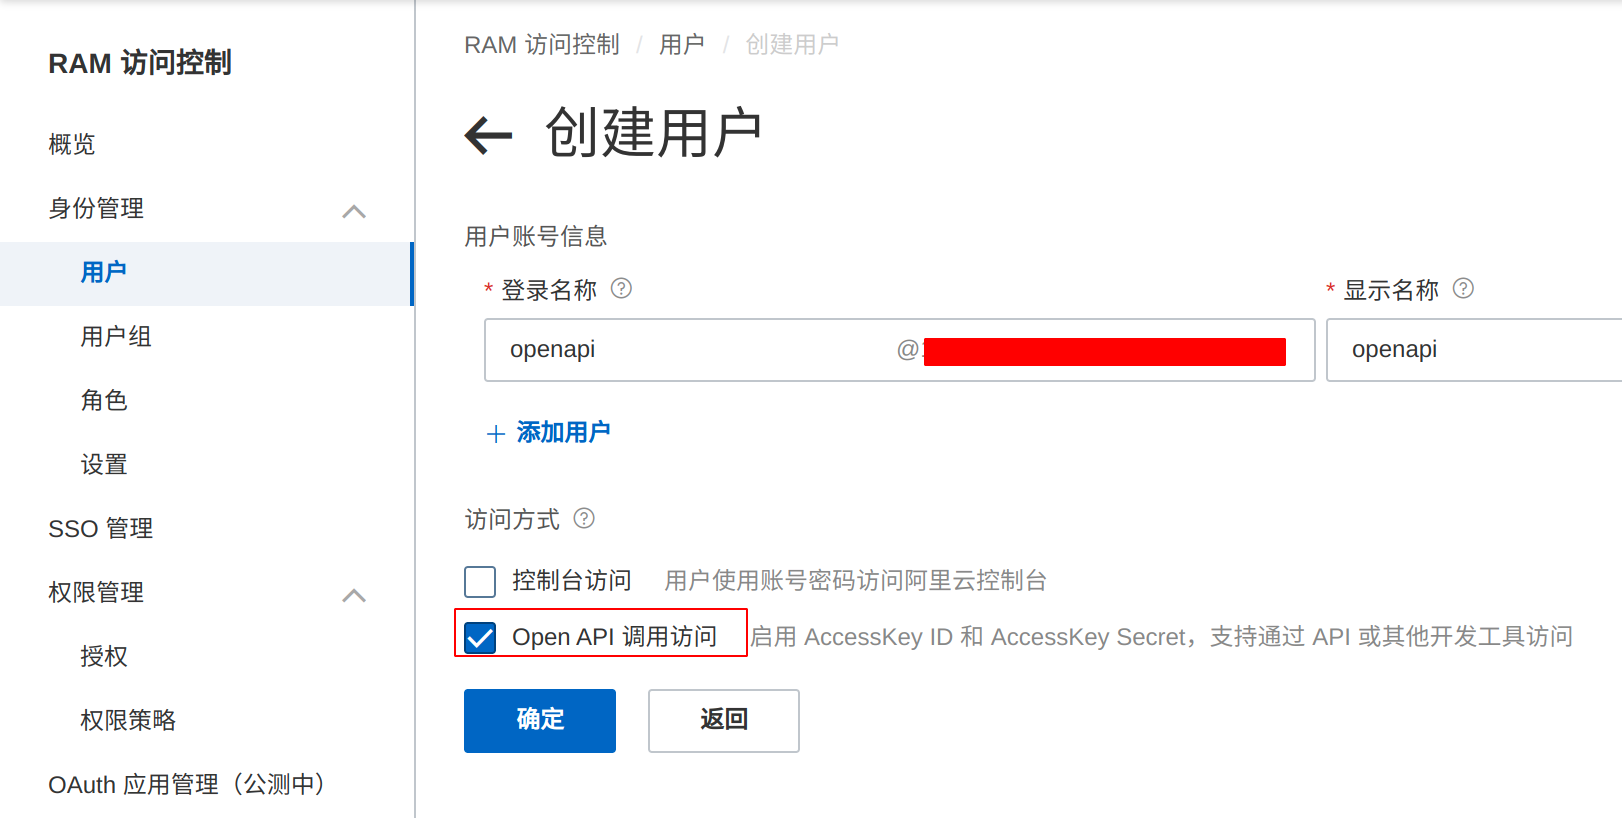 RAM 访问控制
概览
身份管理
用户
用户组
角色
设置
SSO 管理
权限管理
授权
权限策略
OAuth 应用管理（公测中）
RAM 访问控制 / 用户 / 创建用户
创建用户
用户账号信息
* 登录名称 ?
* 显示名称 ?
openapi @
openapi
+ 添加用户
访问方式 ?
控制台访问 用户使用账号密码访问阿里云控制台
Open API 调用访问 启用 AccessKey ID 和 AccessKey Secret，支持通过 API 或其他开发工具访问
确定 返回